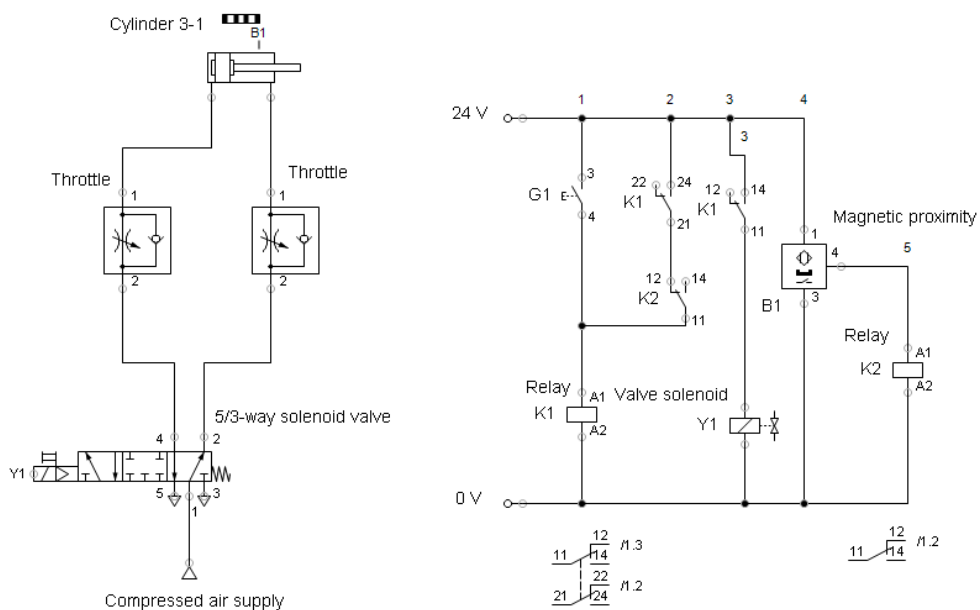 Cylinder 3-1
B1
Throttle
1
2
Throttle
1
2
5/3-way solenoid valve
4 2
Y1
5 3
1
Compressed air supply
1 2 3 4
24 V
3
3
G1
4
22 24
K1
21
12 14
K1
11
Magnetic proximity
1
4 5
B1
3
12 14
K2
11
Relay
K1
A1
A2
Valve solenoid
Y1
Relay
K2
A1
A2
0 V
12
11 14 /1.3
22
21 24 /1.2
12
11 14 /1.2